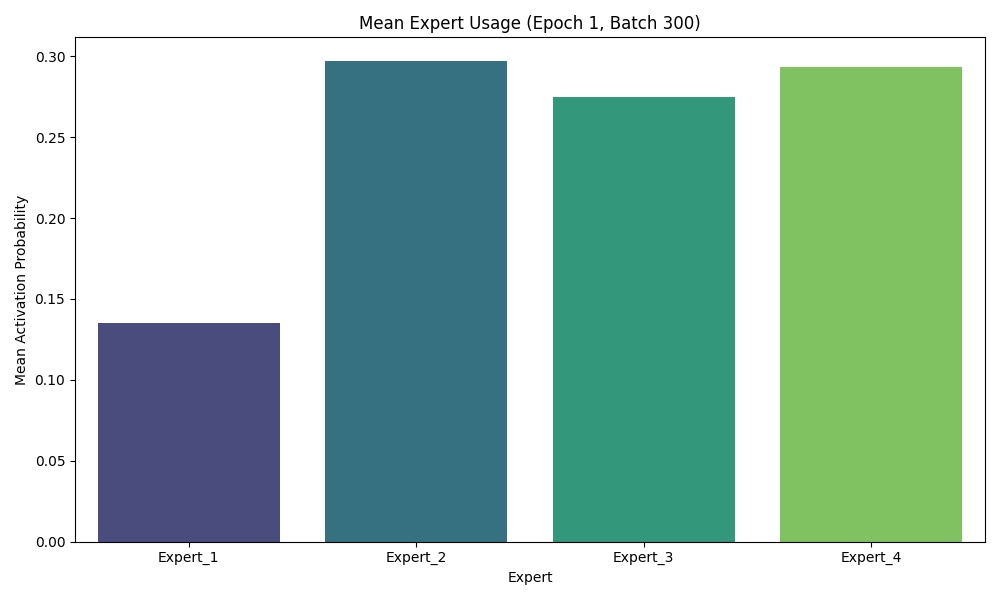 Mean Expert Usage (Epoch 1, Batch 300)
Mean Activation Probability
0.30
0.25
0.20
0.15
0.10
0.05
0.00
Expert_1 Expert_2 Expert_3 Expert_4
Expert